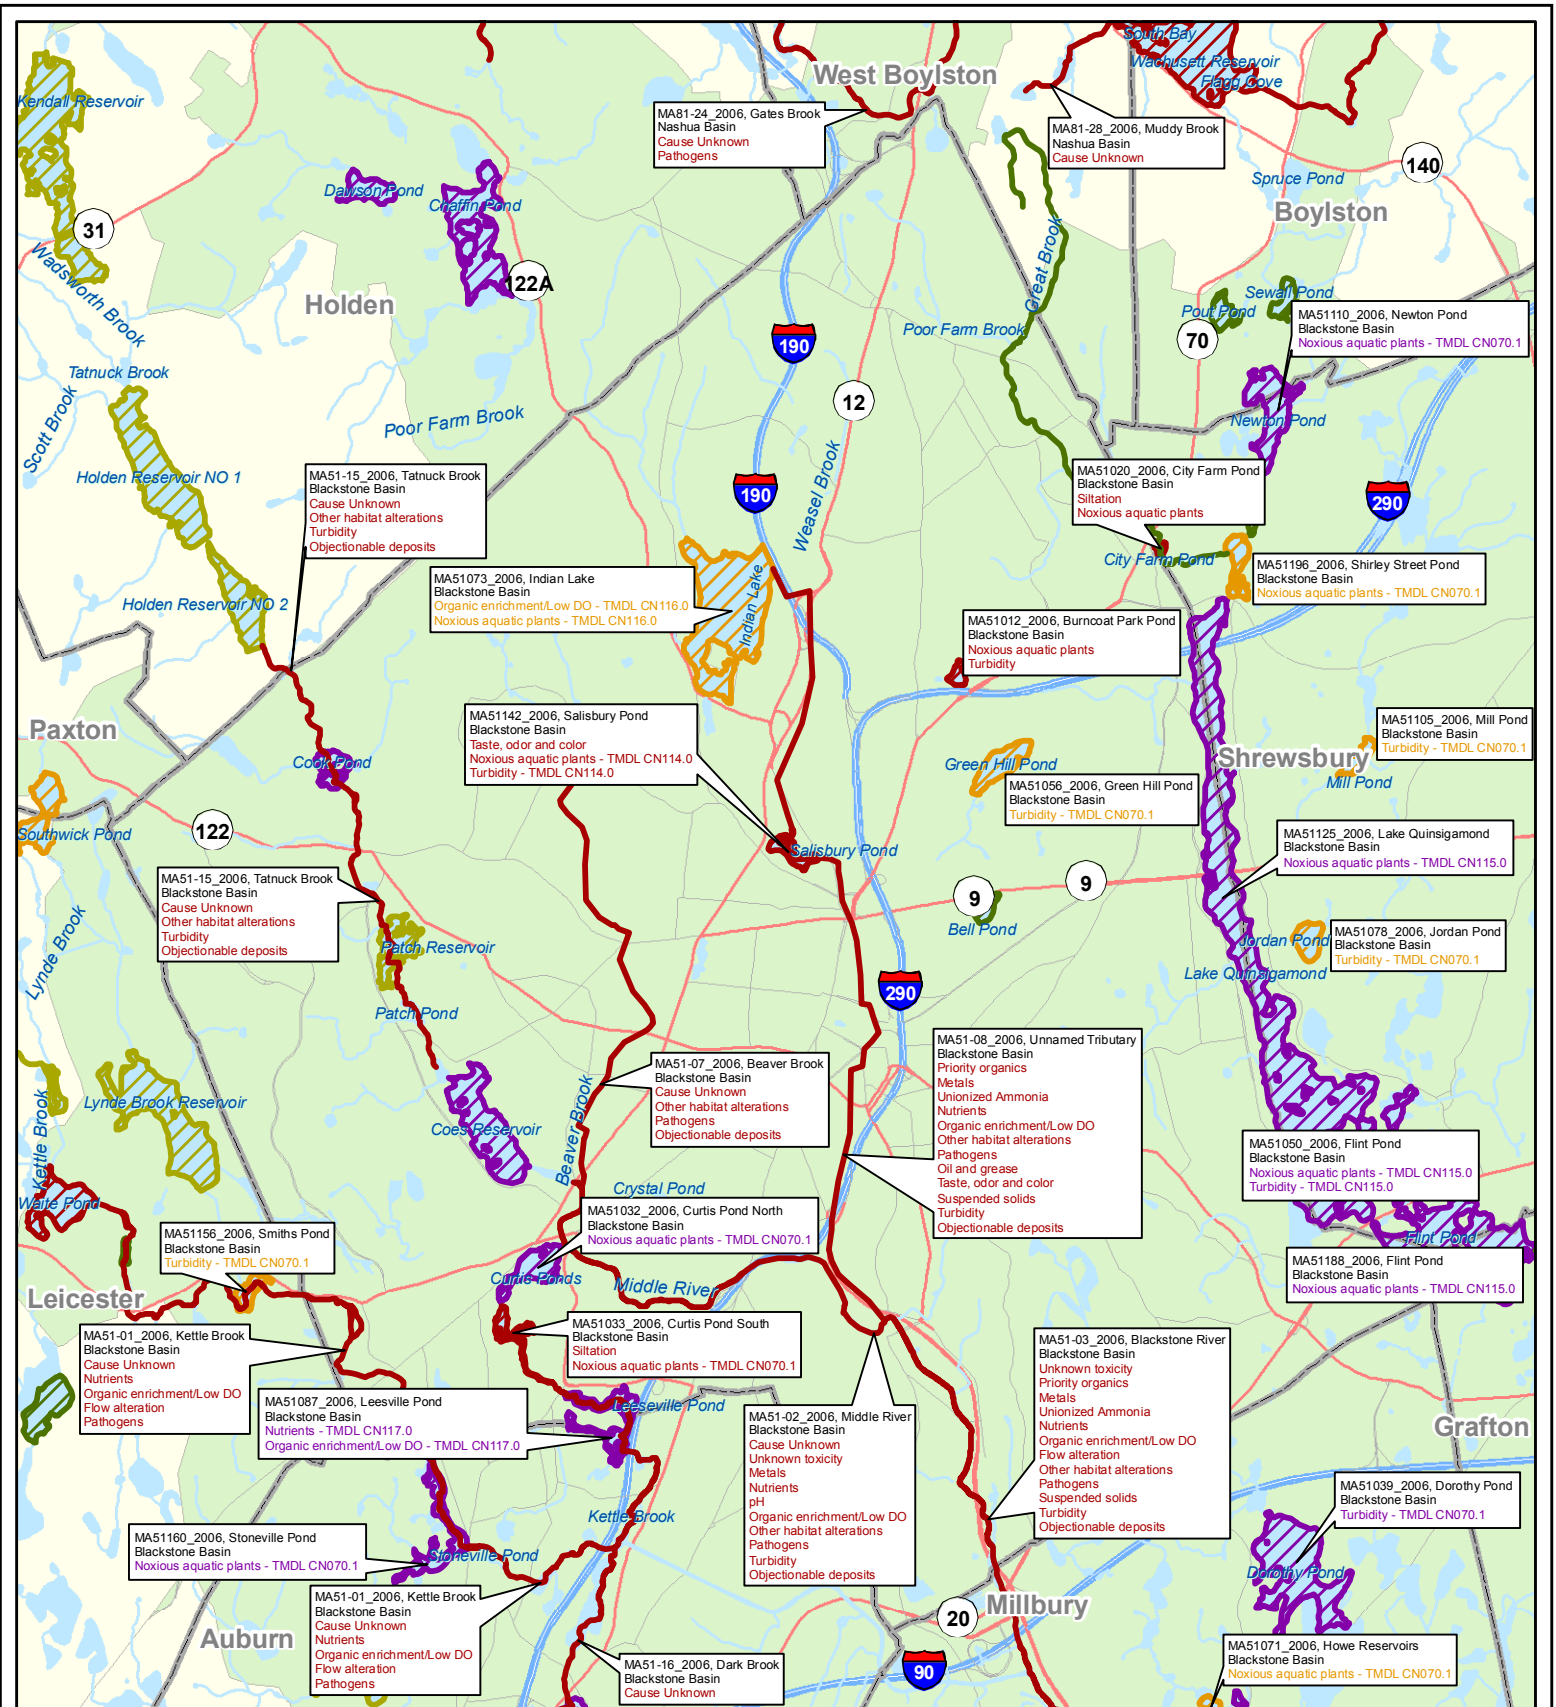 South Bay
Wachusett Reservoir
Flagg Cove
West Boylston
Kendall Reservoir
MA81-24_2006, Gates Brook
Nashua Basin
Cause Unknown
Pathogens
MA81-28_2006, Muddy Brook
Nashua Basin
Cause Unknown
140
Spruce Pond
Boylston
Dawson Pond
Chaffin Pond
31
Wadsworth Brook
Holden
122A
Great Brook
Sewall Pond
Pout Pond
MA51110_2006, Newton Pond
Blackstone Basin
Noxious aquatic plants - TMDL CN070.1
Poor Farm Brook
70
190
Tatnuck Brook
Scott Brook
12
Poor Farm Brook
Newton Pond
Holden Reservoir NO 1
MA51-15_2006, Tatnuck Brook
Blackstone Basin
Cause Unknown
Other habitat alterations
Turbidity
Objectionable deposits
190
Weasel Brook
MA51020_2006, City Farm Pond
Blackstone Basin
Siltation
Noxious aquatic plants
290
City Farm Pond
MA51196_2006, Shirley Street Pond
Blackstone Basin
Noxious aquatic plants - TMDL CN070.1
MA51073_2006, Indian Lake
Blackstone Basin
Organic enrichment/Low DO - TMDL CN116.0
Noxious aquatic plants - TMDL CN116.0
Indian Lake
Holden Reservoir NO 2
MA51012_2006, Burncoat Park Pond
Blackstone Basin
Noxious aquatic plants
Turbidity
Paxton
MA51142_2006, Salisbury Pond
Blackstone Basin
Taste, odor and color
Noxious aquatic plants - TMDL CN114.0
Turbidity - TMDL CN114.0
MA51105_2006, Mill Pond
Blackstone Basin
Turbidity - TMDL CN070.1
Cook Pond
Green Hill Pond
Shrewsbury
Mill Pond
MA51056_2006, Green Hill Pond
Blackstone Basin
Turbidity - TMDL CN070.1
Southwick Pond
122
Salisbury Pond
MA51125_2006, Lake Quinsigamond
Blackstone Basin
Noxious aquatic plants - TMDL CN115.0
MA51-15_2006, Tatnuck Brook
Blackstone Basin
Cause Unknown
Other habitat alterations
Turbidity
Objectionable deposits
9
9
Bell Pond
Lynde Brook
Patch Reservoir
Jordan Pond
MA51078_2006, Jordan Pond
Blackstone Basin
Turbidity - TMDL CN070.1
Lake Quinsigamond
290
Patch Pond
MA51-08_2006, Unnamed Tributary
Blackstone Basin
Priority organics
Metals
Unionized Ammonia
Nutrients
Organic enrichment/Low DO
Other habitat alterations
Pathogens
Oil and grease
Taste, odor and color
Suspended solids
Turbidity
Objectionable deposits
MA51-07_2006, Beaver Brook
Blackstone Basin
Cause Unknown
Other habitat alterations
Pathogens
Objectionable deposits
Lynde Brook Reservoir
Kettle Brook
Coes Reservoir
Beaver Brook
MA51050_2006, Flint Pond
Blackstone Basin
Noxious aquatic plants - TMDL CN115.0
Turbidity - TMDL CN115.0
Waite Pond
Crystal Pond
MA51032_2006, Curtis Pond North
Blackstone Basin
Noxious aquatic plants - TMDL CN070.1
MA51156_2006, Smiths Pond
Blackstone Basin
Turbidity - TMDL CN070.1
Flint Pond
MA51188_2006, Flint Pond
Blackstone Basin
Noxious aquatic plants - TMDL CN115.0
Curtis Ponds
Middle River
Leicester
MA51033_2006, Curtis Pond South
Blackstone Basin
Siltation
Noxious aquatic plants - TMDL CN070.1
MA51-01_2006, Kettle Brook
Blackstone Basin
Cause Unknown
Nutrients
Organic enrichment/Low DO
Flow alteration
Pathogens
MA51-03_2006, Blackstone River
Blackstone Basin
Unknown toxicity
Priority organics
Metals
Unionized Ammonia
Nutrients
Organic enrichment/Low DO
Flow alteration
Other habitat alterations
Pathogens
Suspended solids
Turbidity
Objectionable deposits
MA51087_2006, Leesville Pond
Blackstone Basin
Nutrients - TMDL CN117.0
Organic enrichment/Low DO - TMDL CN117.0
Leeseville Pond
MA51-02_2006, Middle River
Blackstone Basin
Cause Unknown
Unknown toxicity
Metals
Nutrients
pH
Organic enrichment/Low DO
Other habitat alterations
Pathogens
Turbidity
Objectionable deposits
Grafton
MA51039_2006, Dorothy Pond
Blackstone Basin
Turbidity - TMDL CN070.1
Kettle Brook
MA51160_2006, Stoneville Pond
Blackstone Basin
Noxious aquatic plants - TMDL CN070.1
Stoneville Pond
Dorothy Pond
MA51-01_2006, Kettle Brook
Blackstone Basin
Cause Unknown
Nutrients
Organic enrichment/Low DO
Flow alteration
Pathogens
Millbury
20
Auburn
MA51071_2006, Howe Reservoirs
Blackstone Basin
Noxious aquatic plants - TMDL CN070.1
MA51-16_2006, Dark Brook
Blackstone Basin
Cause Unknown
90